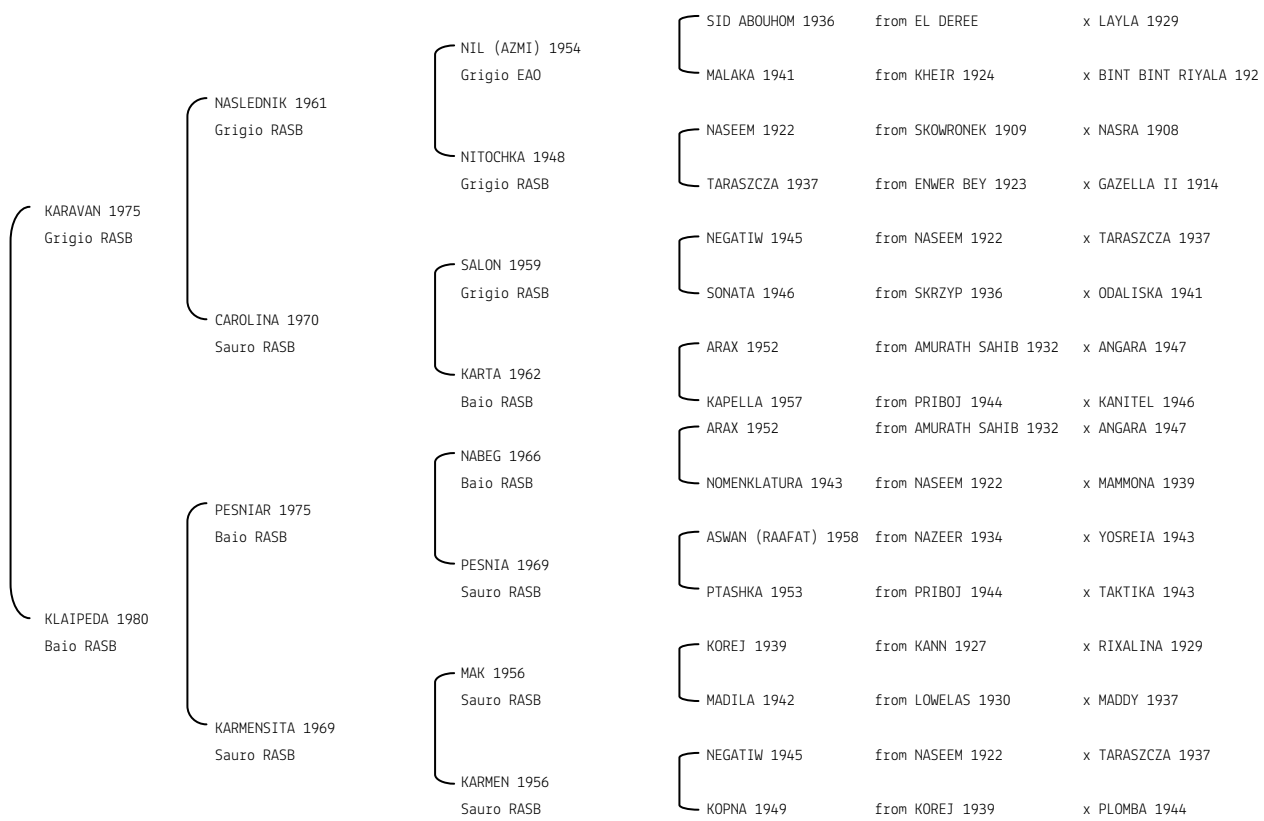 SID ABOUHOM 1936 from EL DEREE x LAYLA 1929
NIL (AZMI) 1954
Grigio EAO
MALAKA 1941 from KHEIR 1924 x BINT BINT RIYALA 192
NASLEDNIK 1961
Grigio RASB
NASEEM 1922 from SKOWRONEK 1909 x NASRA 1908
NITOCHKA 1948
Grigio RASB
TARASZCZA 1937 from ENWER BEY 1923 x GAZELLA II 1914
KARAVAN 1975
Grigio RASB
NEGATIW 1945 from NASEEM 1922 x TARASZCZA 1937
SALON 1959
Grigio RASB
SONATA 1946 from SKRZYP 1936 x ODALISKA 1941
CAROLINA 1970
Sauro RASB
ARAX 1952 from AMURATH SAHIB 1932 x ANGARA 1947
KARTA 1962
Baio RASB
KAPELLA 1957 from PRIBOJ 1944 x KANITEL 1946
ARAX 1952 from AMURATH SAHIB 1932 x ANGARA 1947
NABEG 1966
Baio RASB
NOMENKLATURA 1943 from NASEEM 1922 x MAMMONA 1939
PESNIAR 1975
Baio RASB
ASWAN (RAAFAT) 1958 from NAZEER 1934 x YOSREIA 1943
PESNIA 1969
Sauro RASB
PTASHKA 1953 from PRIBOJ 1944 x TAKTIKA 1943
KLAIPEDA 1980
Baio RASB
KOREJ 1939 from KANN 1927 x RIXALINA 1929
MAK 1956
Sauro RASB
MADILA 1942 from LOWELAS 1930 x MADDY 1937
KARMENSITA 1969
Sauro RASB
NEGATIW 1945 from NASEEM 1922 x TARASZCZA 1937
KARMEN 1956
Sauro RASB
KOPNA 1949 from KOREJ 1939 x PLOMBA 1944